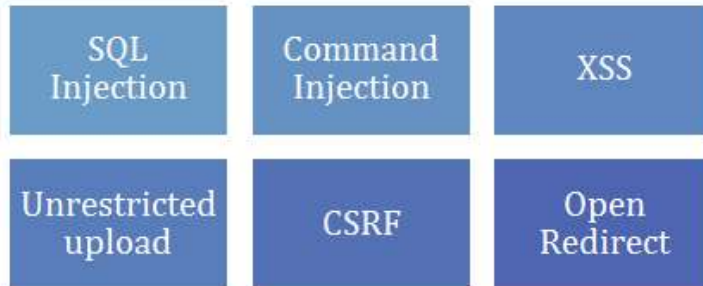 SQL
Injection
Command
Injection
XSS
Unrestricted
upload
CSRF
Open
Redirect